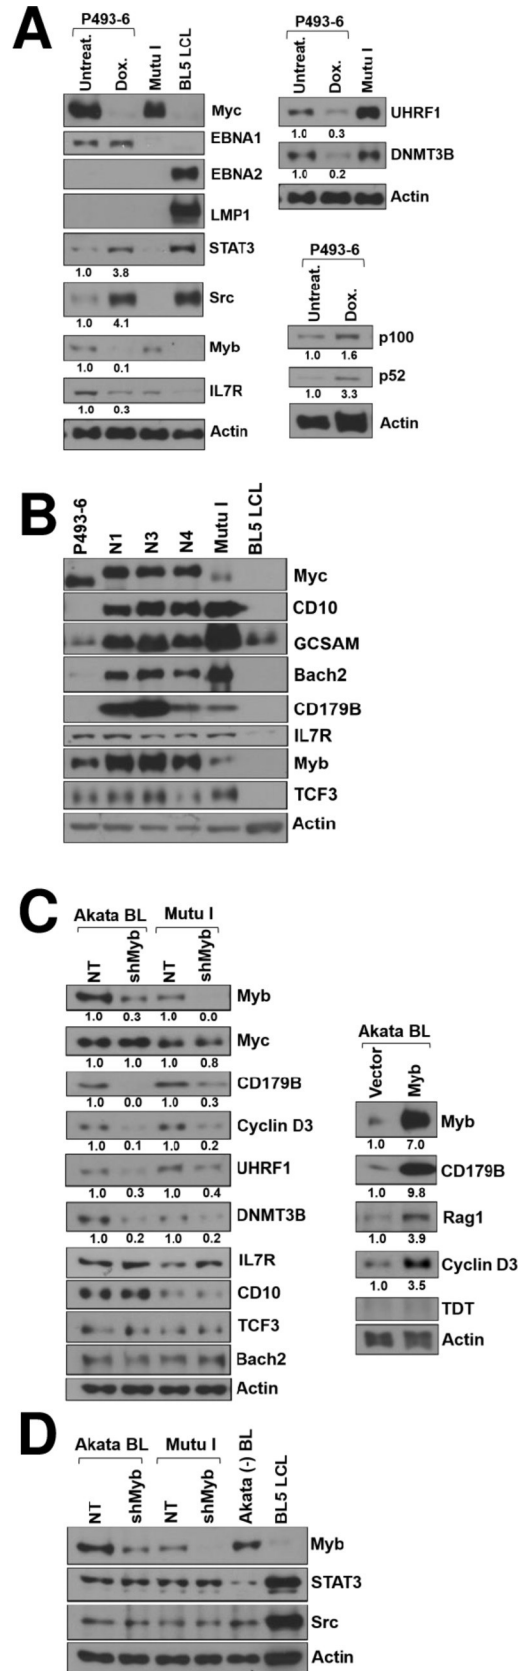 A
P493-6
Untreat.
Dox.
Mutu I
BL5 LCL
Myc
EBNA1
EBNA2
LMP1
STAT3
1.0 3.8
Src
1.0 4.1
Myb
1.0 0.1
IL7R
1.0 0.3
Actin
P493-6
Untreat.
Dox.
Mutu I
UHRF1
1.0 0.3
DNMT3B
1.0 0.2
Actin
P493-6
Untreat.
Dox.
p100
1.0 1.6
p52
1.0 3.3
Actin
B
P493-6
N1
N3
N4
Mutu I
BL5 LCL
Myc
CD10
GCSAM
Bach2
CD179B
IL7R
Myb
TCF3
Actin
C
Akata BL Mutu I
NT
shMyb
NT
shMyb
Myb
1.0 0.3 1.0 0.0
Myc
1.0 1.0 1.0 0.8
CD179B
1.0 0.0 1.0 0.3
Cyclin D3
1.0 0.1 1.0 0.2
UHRF1
1.0 0.3 1.0 0.4
DNMT3B
1.0 0.2 1.0 0.2
IL7R
CD10
TCF3
Bach2
Actin
Akata BL
Vector
Myb
Myb
1.0 7.0
CD179B
1.0 9.8
Rag1
1.0 3.9
Cyclin D3
1.0 3.5
TDT
Actin
D
Akata BL Mutu I
NT
shMyb
NT
shMyb
Akata (-) BL
BL5 LCL
Myb
STAT3
Src
Actin